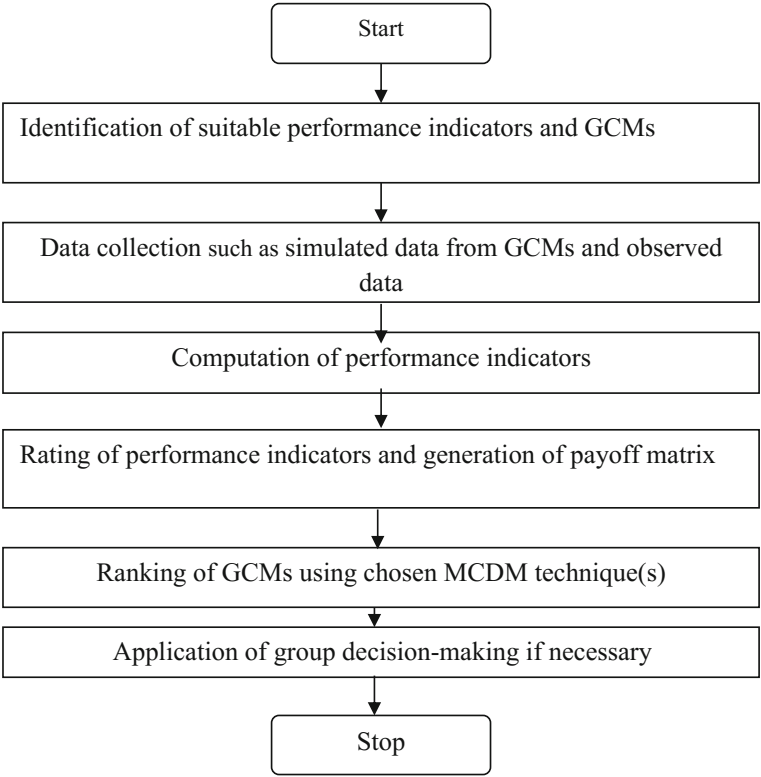 Start
Identification of suitable performance indicators and GCMs
Data collection such as simulated data from GCMs and observed
data
Computation of performance indicators
Rating of performance indicators and generation of payoff matrix
Ranking of GCMs using chosen MCDM technique(s)
Application of group decision-making if necessary
Stop